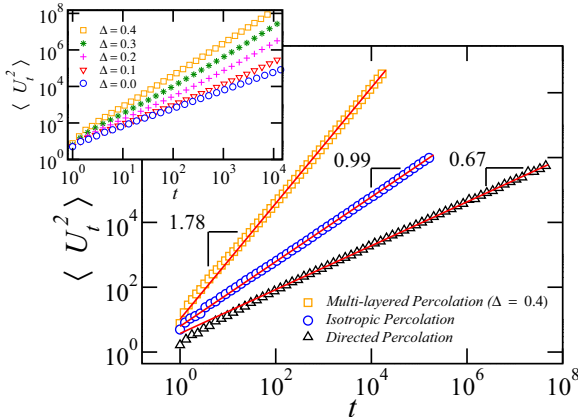 10^8
10^6
10^4
10^2
10^0
⟨ U_t^2 ⟩
Δ = 0.4
Δ = 0.3
Δ = 0.2
Δ = 0.1
Δ = 0.0
10^0 10^1 10^2 10^3 10^4
t
10^4
10^2
10^0
⟨ U_t^2 ⟩
1.78
0.99
0.67
Multi-layered Percolation (Δ = 0.4)
Isotropic Percolation
Directed Percolation
10^0 10^2 10^4 10^6 10^8
t